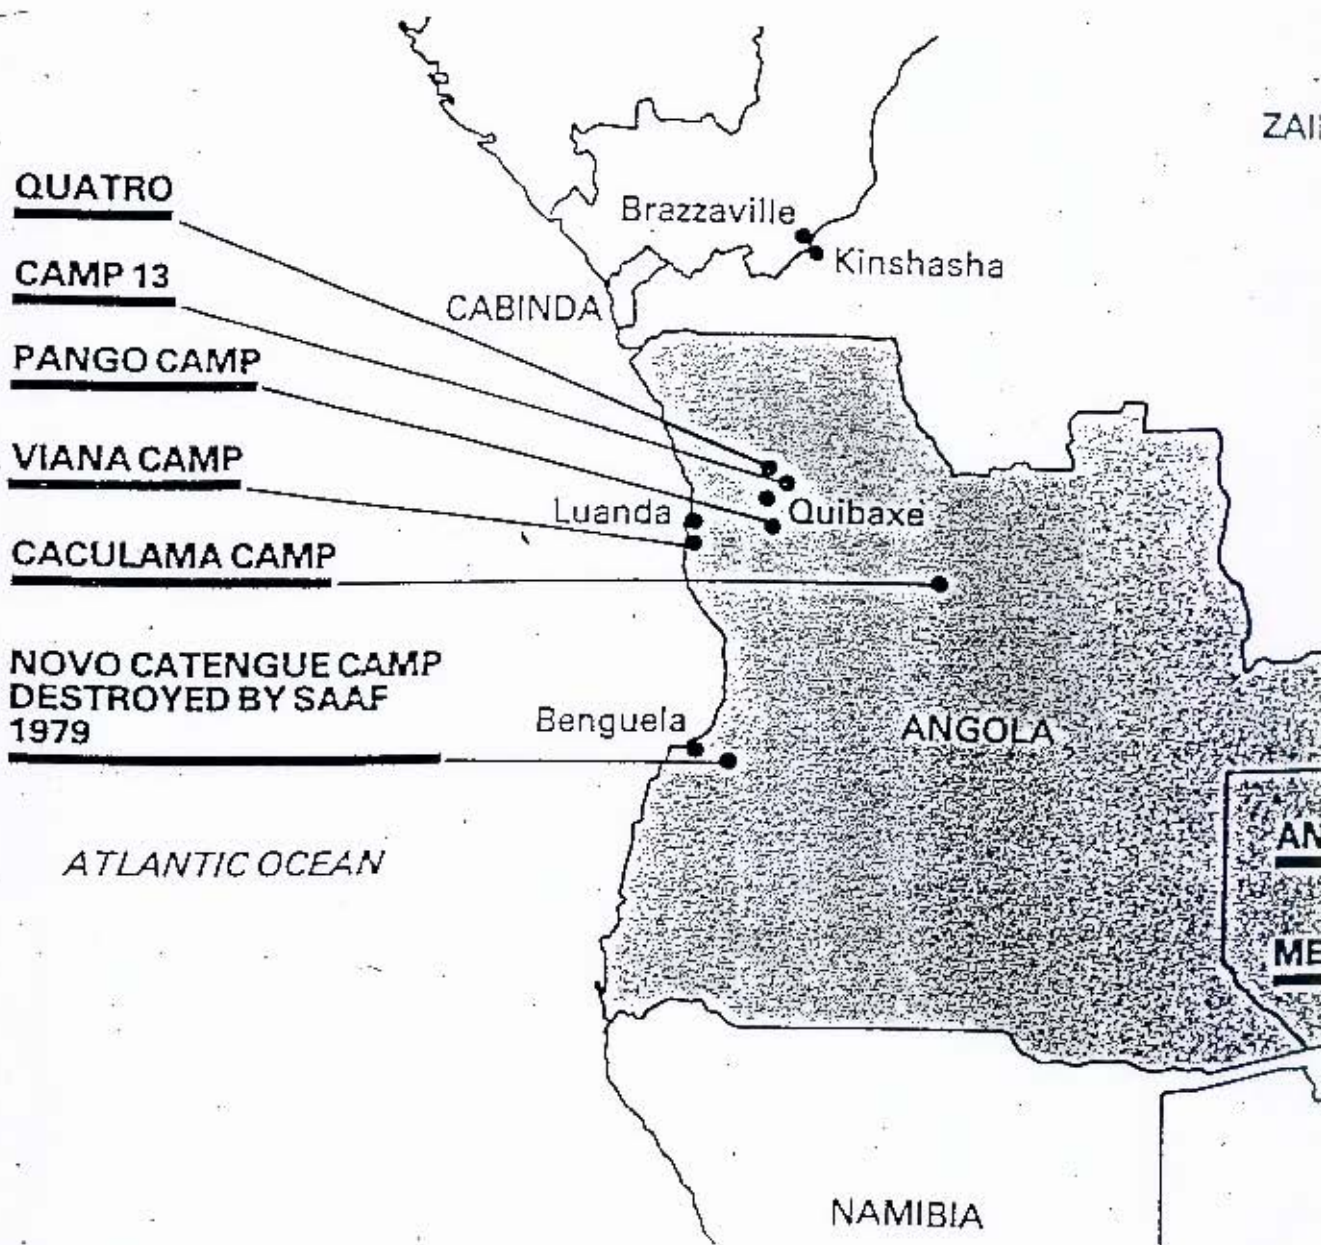 ZAI
QUATRO
Brazzaville
Kinshasha
CAMP 13
CABINDA
PANGO CAMP
VIANA CAMP
Luanda
Quibaxe
CACULAMA CAMP
NOVO CATENGUE CAMP
DESTROYED BY SAAF
1979
Benguela
ANGOLA
AN
ATLANTIC OCEAN
ME
NAMIBIA